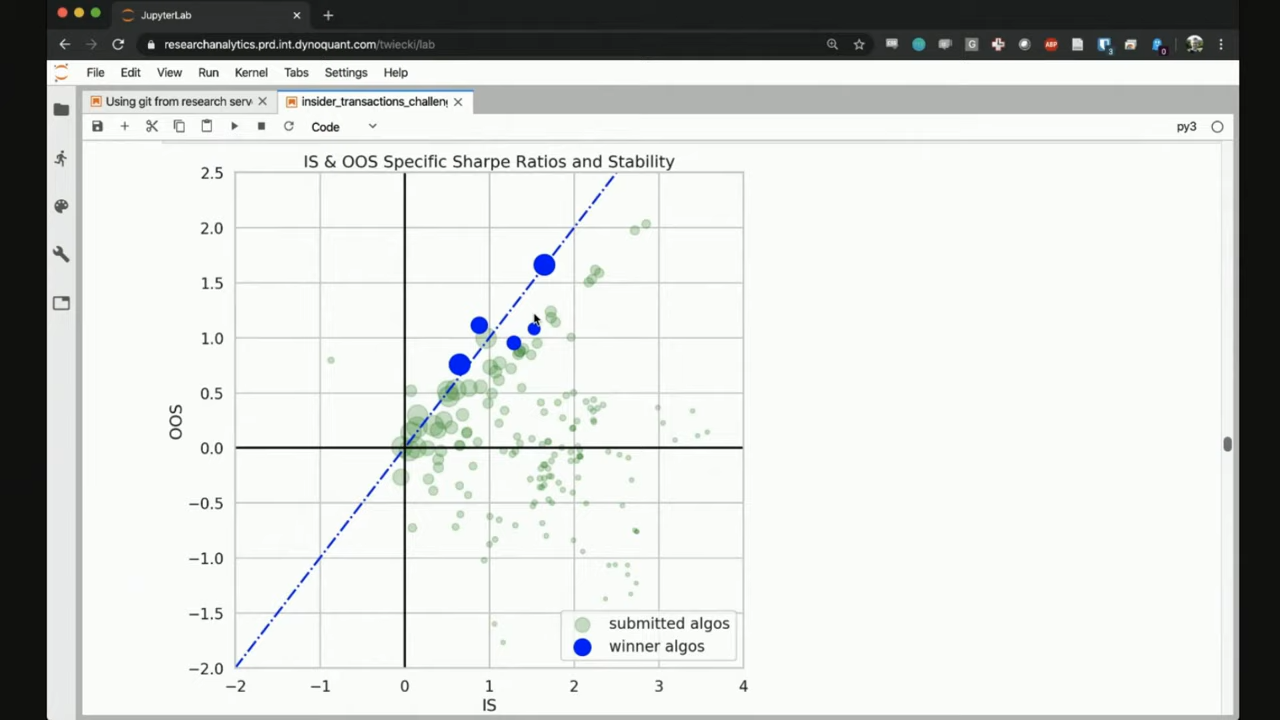 JupyterLab
researchanalytics.prd.int.dynoquant.com/twiecki/lab
G
ABP
3
0
File Edit View Run Kernel Tabs Settings Help
Using git from research serv
insider_transactions_challen
Code
py3
IS & OOS Specific Sharpe Ratios and Stability
2.5
2.0
1.5
1.0
0.5
0.0
−0.5
−1.0
−1.5
−2.0
OOS
submitted algos
winner algos
−2 −1 0 1 2 3 4
IS